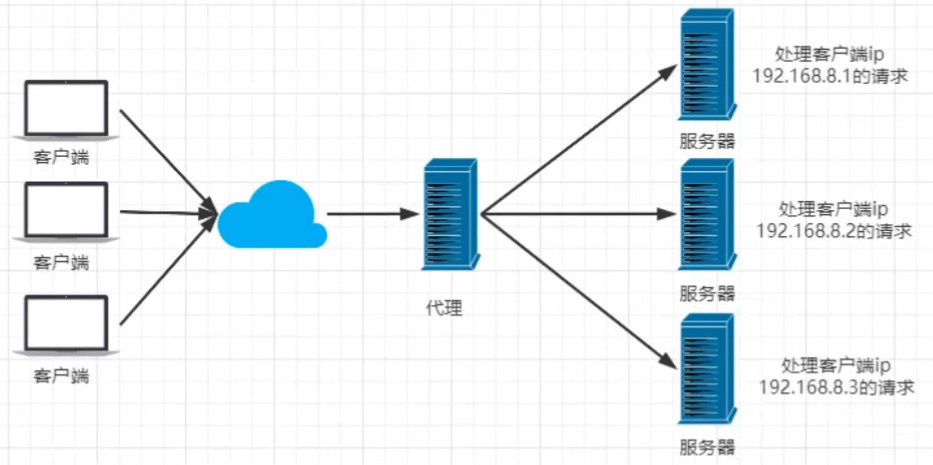 客户端
客户端
客户端
代理
服务器
处理客户端ip
192.168.8.1的请求
服务器
处理客户端ip
192.168.8.2的请求
服务器
处理客户端ip
192.168.8.3的请求